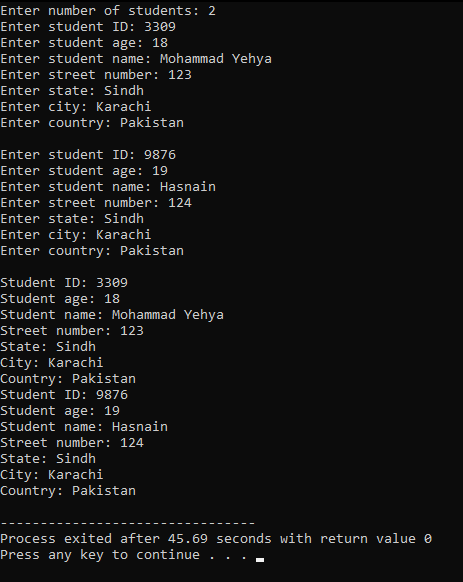 Enter number of students: 2
Enter student ID: 3309
Enter student age: 18
Enter student name: Mohammad Yehya
Enter street number: 123
Enter state: Sindh
Enter city: Karachi
Enter country: Pakistan
Enter student ID: 9876
Enter student age: 19
Enter student name: Hasnain
Enter street number: 124
Enter state: Sindh
Enter city: Karachi
Enter country: Pakistan
Student ID: 3309
Student age: 18
Student name: Mohammad Yehya
Street number: 123
State: Sindh
City: Karachi
Country: Pakistan
Student ID: 9876
Student age: 19
Student name: Hasnain
Street number: 124
State: Sindh
City: Karachi
Country: Pakistan
--------------------------------
Process exited after 45.69 seconds with return value 0
Press any key to continue . . .